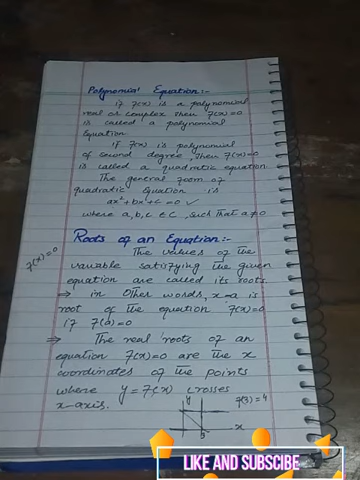 Polynomial Equation:-
if f(x) is a polynomial
real or complex then f(x)=0
is called a polynomial
Equation
if f(x) is polynomial
of second degree, then f(x)=0
is called a quadratic equation
The general form of
quadratic Equation is
ax²+bx+c=0 ✓
where a,b,c ∈ C, such that a≠0
Roots of an Equation:-
f(x)=0
The values of the
variable satisfying the given
equation are called its roots.
⇒ in other words, x=a is
root of the equation f(x)=0
if f(a)=0
⇒ The real roots of an
equation f(x)=0 are the x
coordinates of the points
where y=f(x) crosses
x-axis.
y
f(3)=4
3
x
LIKE AND SUBSCIBE